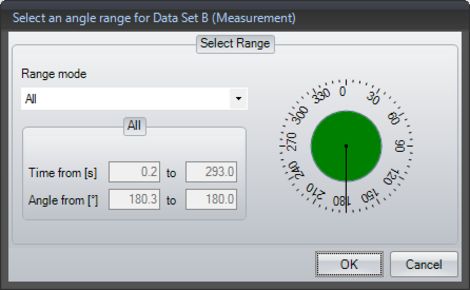 Select an angle range for Data Set B (Measurement)
Select Range
Range mode
All
All
Time from [s] 0.2 to 293.0
Angle from [°] 180.3 to 180.0
0 30 60 90 120 150 180 210 240 270 300 330
OK Cancel